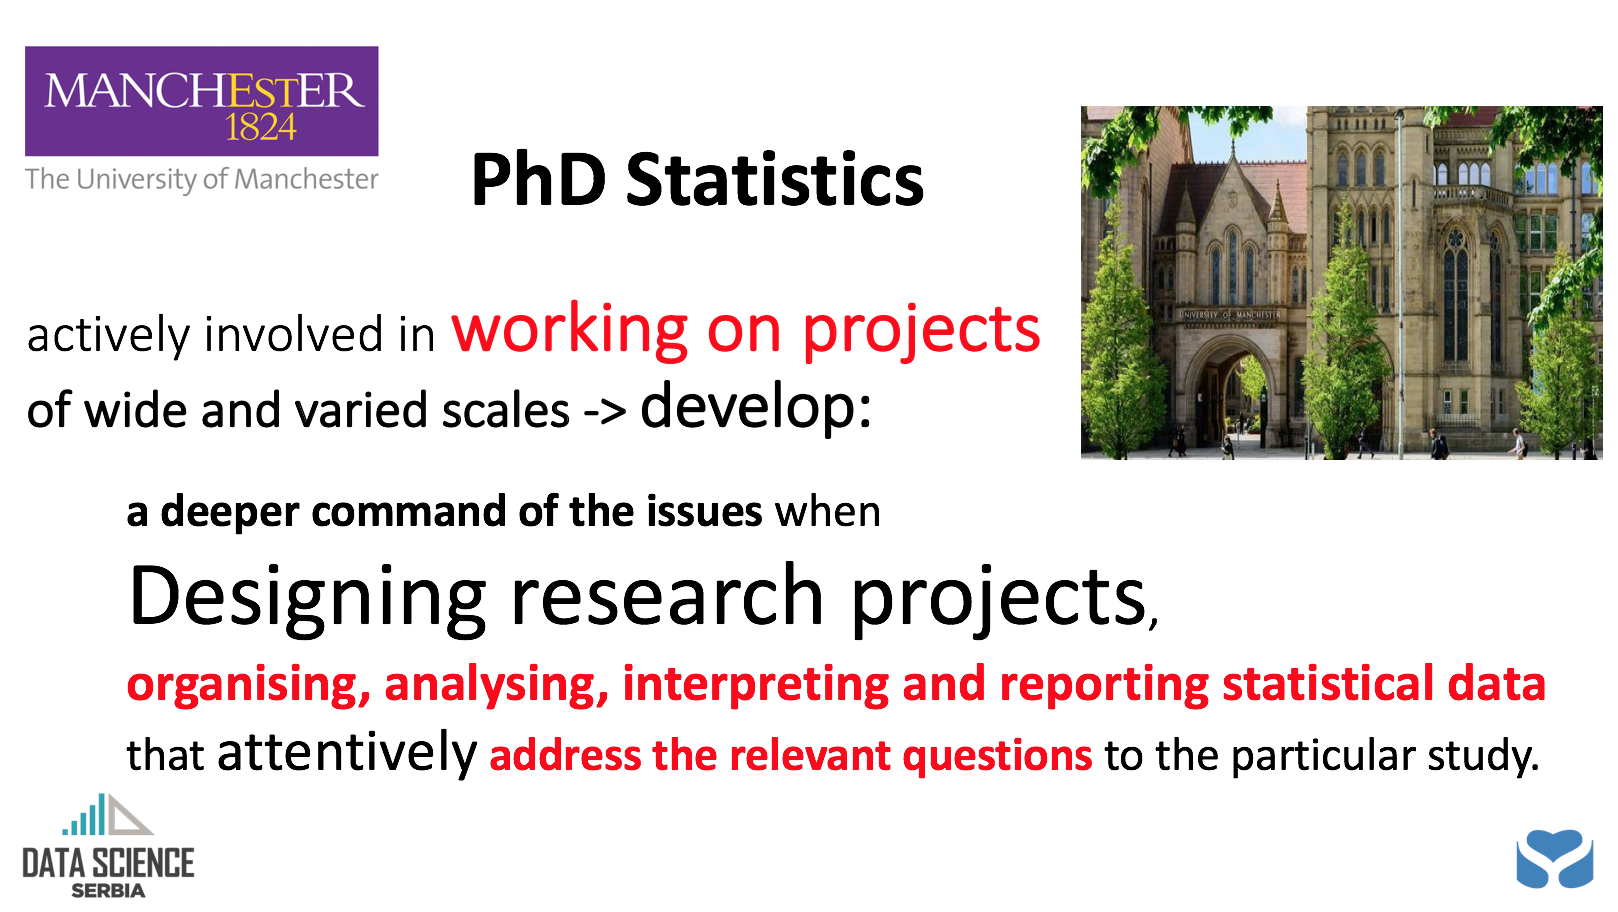 MANCHEsTER
1824
The University of Manchester
PhD Statistics
UNIVERSITY OF MANCHESTER
actively involved in working on projects
of wide and varied scales -> develop:
a deeper command of the issues when
Designing research projects,
organising, analysing, interpreting and reporting statistical data
that attentively address the relevant questions to the particular study.
DATA SCIENCE
SERBIA